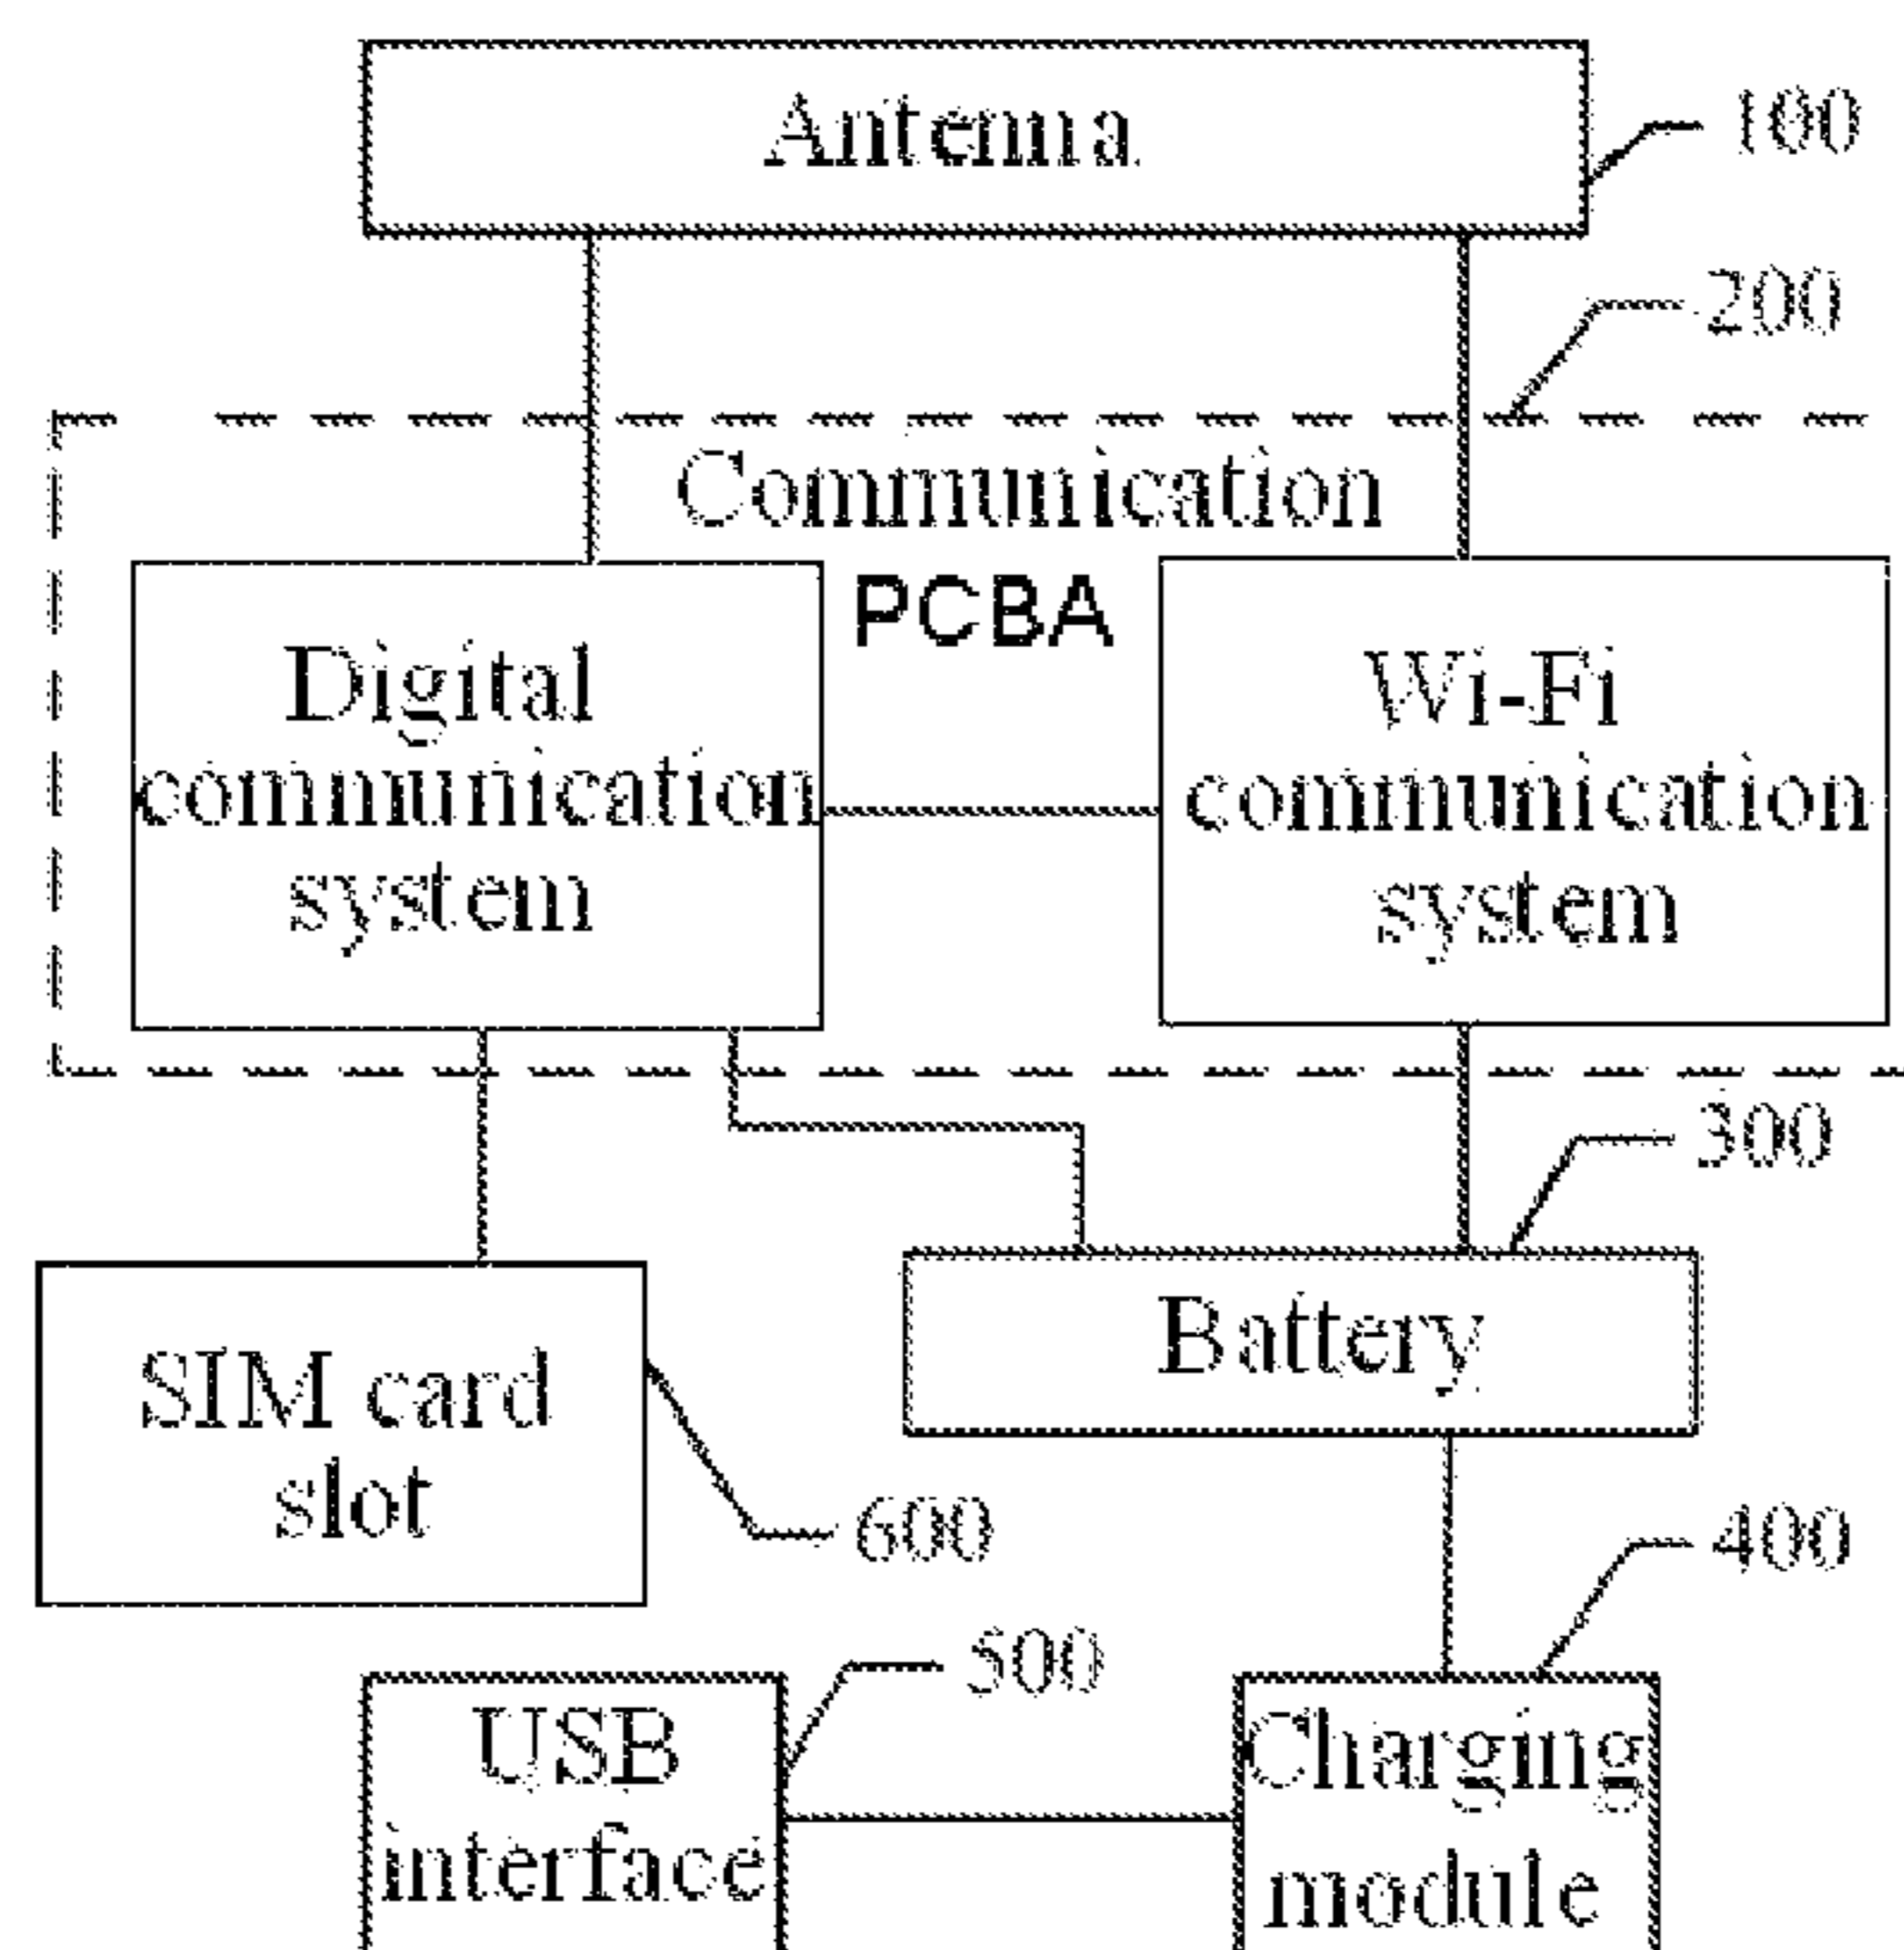 Antenna
100
200
Communication
PCBA
Digital
communication
system
Wi-Fi
communication
system
300
Battery
SIM card
slot
600
400
500
USB
interface
Charging
module